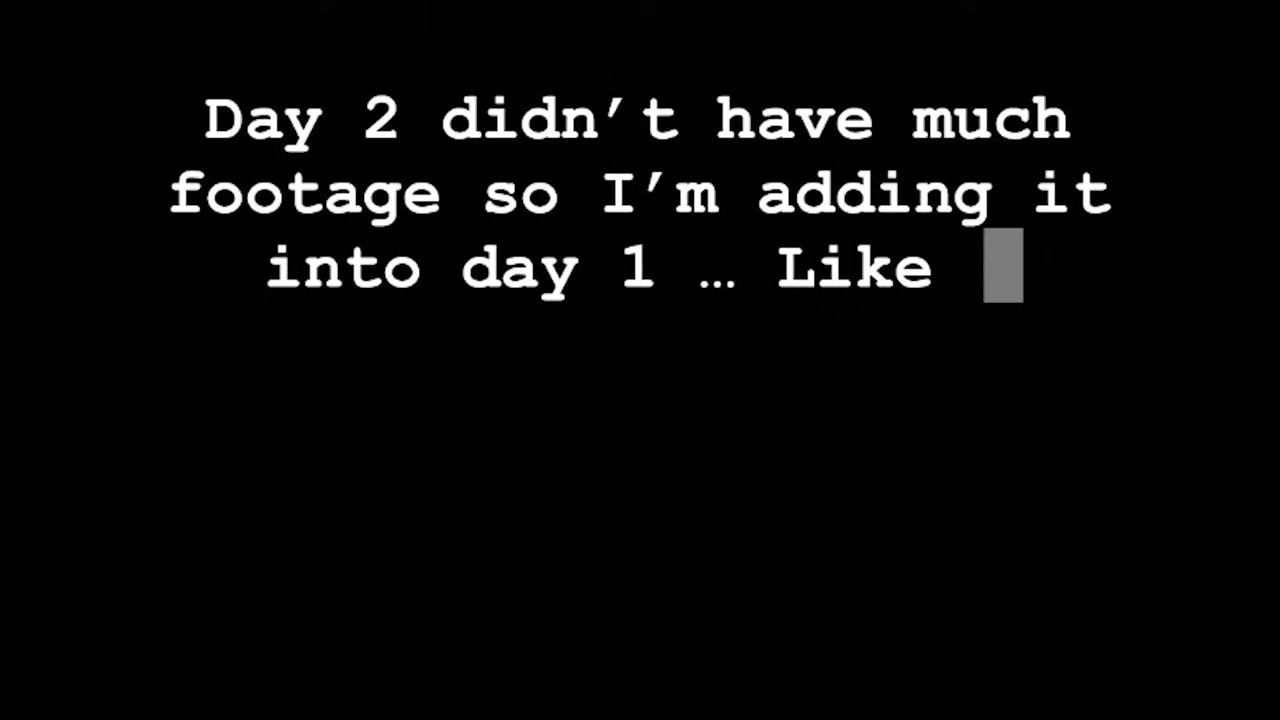 Day 2 didn’t have much
footage so I’m adding it
into day 1 … Like